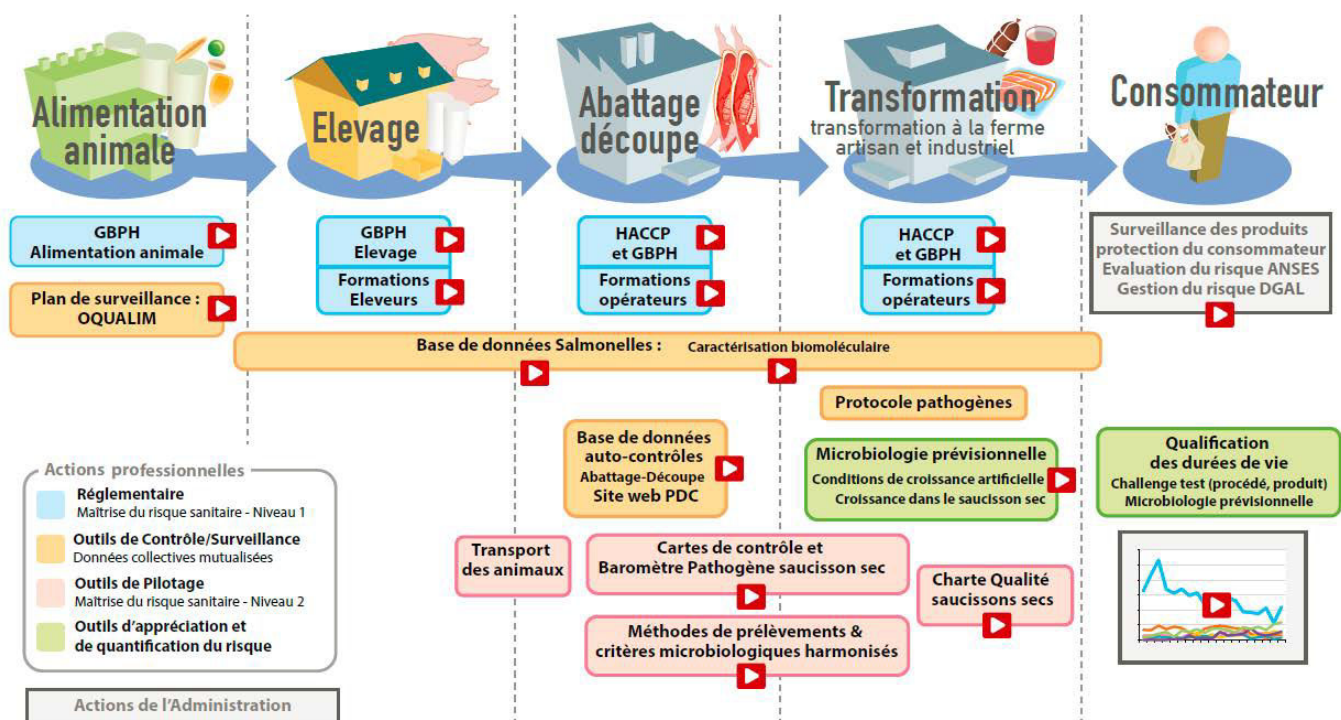 Alimentation
animale
Elevage
Abattage
découpe
Transformation
transformation à la ferme
artisan et industriel
Consommateur
GBPH
Alimentation animale
Plan de surveillance :
OQUALIM
GBPH
Elevage
Formations
Eleveurs
HACCP
et GBPH
Formations
opérateurs
HACCP
et GBPH
Formations
opérateurs
Surveillance des produits
protection du consommateur
Evaluation du risque ANSES
Gestion du risque DGAL
Base de données Salmonelles : Caractérisation biomoléculaire
Protocole pathogènes
Base de données
auto-contrôles
Abattage-Découpe
Site web PDC
Microbiologie prévisionnelle
Conditions de croissance artificielle
Croissance dans le saucisson sec
Qualification
des durées de vie
Challenge test (procédé, produit)
Microbiologie prévisionnelle
Transport
des animaux
Cartes de contrôle et
Baromètre Pathogène saucisson sec
Charte Qualité
saucissons secs
Méthodes de prélèvements &
critères microbiologiques harmonisés
Actions professionnelles
Réglementaire
Maîtrise du risque sanitaire - Niveau 1
Outils de Contrôle/Surveillance
Données collectives mutualisées
Outils de Pilotage
Maîtrise du risque sanitaire - Niveau 2
Outils d'appréciation et
de quantification du risque
Actions de l'Administration